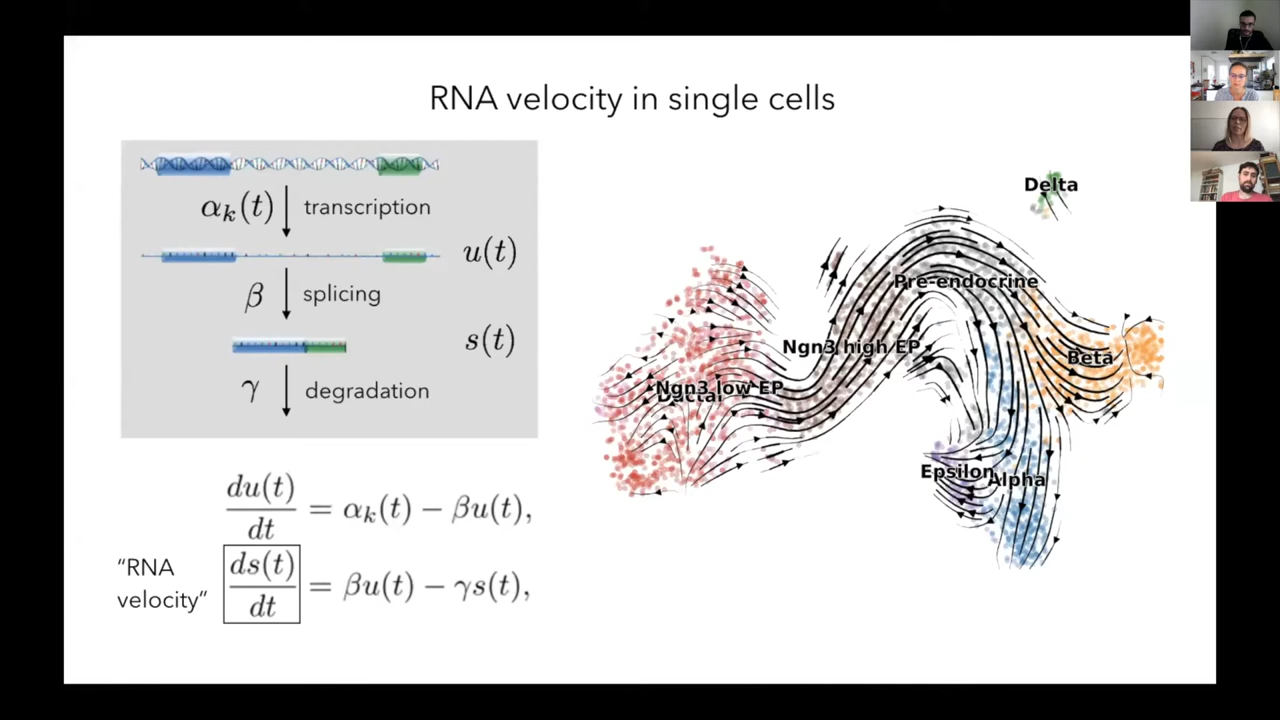 RNA velocity in single cells
αₖ(t) transcription
u(t)
β splicing
s(t)
γ degradation
du(t)/dt = αₖ(t) − βu(t),
"RNA velocity"
ds(t)/dt = βu(t) − γs(t),
Delta
Pre-endocrine
Ngn3 high EP
Beta
Ngn3 low EP
Ductal
Epsilon
Alpha